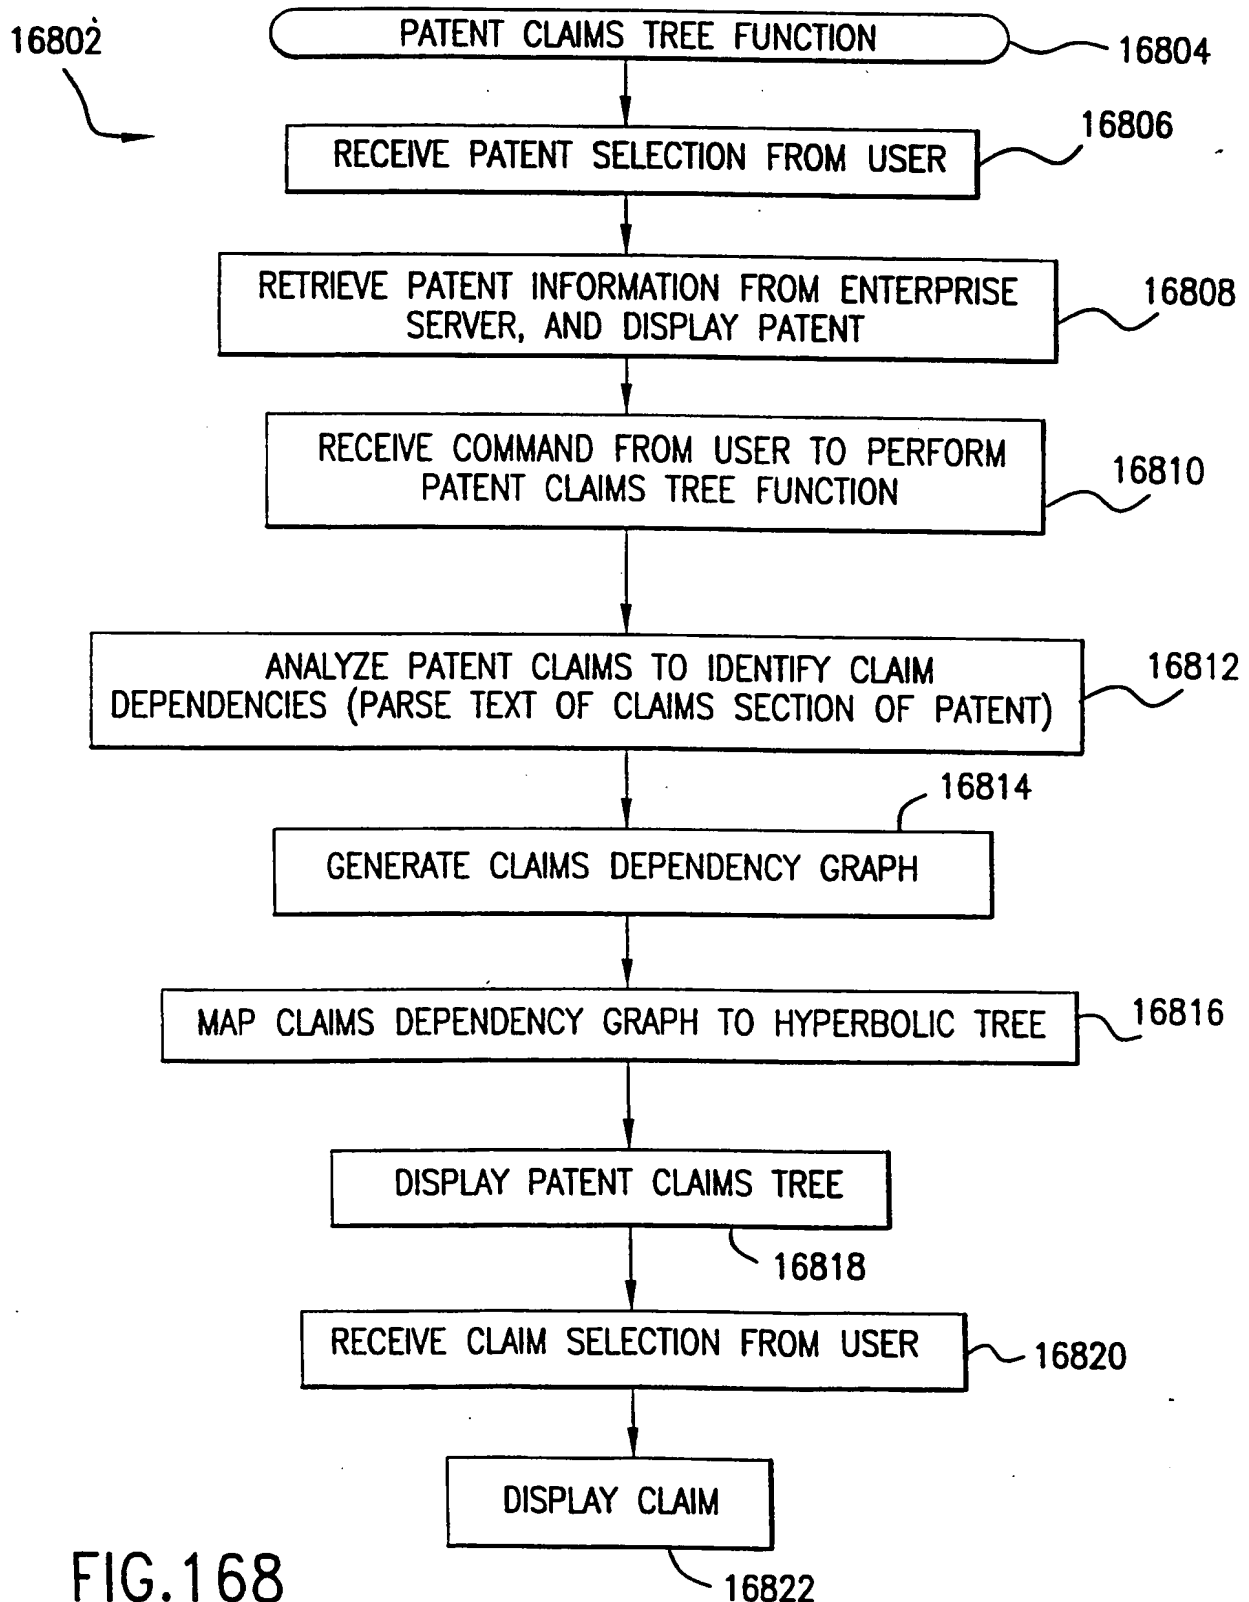 16802
PATENT CLAIMS TREE FUNCTION
16804
16806
RECEIVE PATENT SELECTION FROM USER
RETRIEVE PATENT INFORMATION FROM ENTERPRISE
SERVER, AND DISPLAY PATENT
16808
RECEIVE COMMAND FROM USER TO PERFORM
PATENT CLAIMS TREE FUNCTION
16810
ANALYZE PATENT CLAIMS TO IDENTIFY CLAIM
DEPENDENCIES (PARSE TEXT OF CLAIMS SECTION OF PATENT)
16812
16814
GENERATE CLAIMS DEPENDENCY GRAPH
MAP CLAIMS DEPENDENCY GRAPH TO HYPERBOLIC TREE
16816
DISPLAY PATENT CLAIMS TREE
16818
RECEIVE CLAIM SELECTION FROM USER
16820
DISPLAY CLAIM
16822
FIG.168